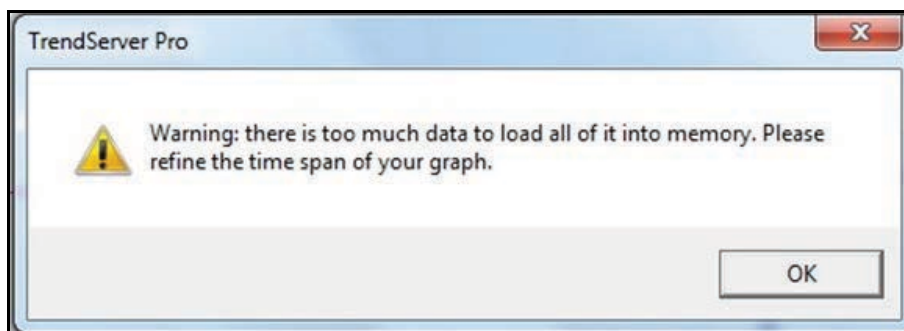 TrendServer Pro
Warning: there is too much data to load all of it into memory. Please
refine the time span of your graph.
OK